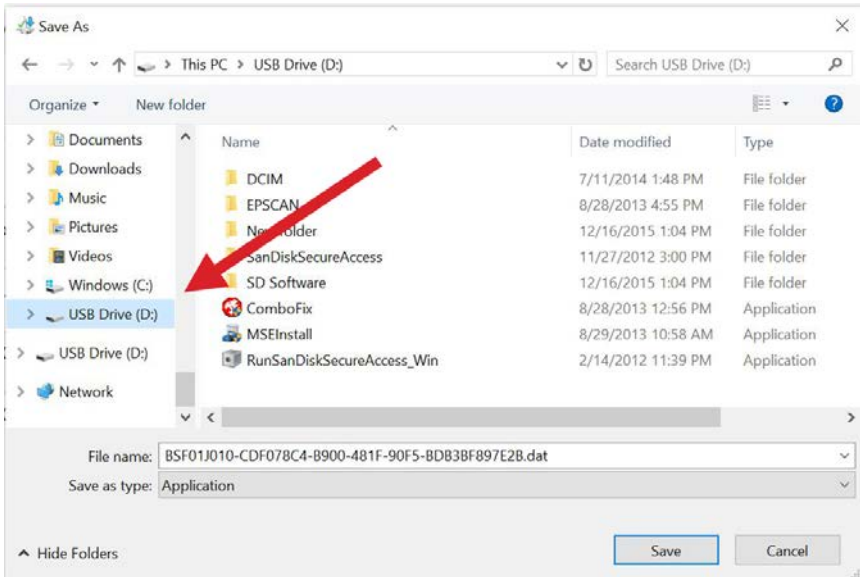 Save As
This PC > USB Drive (D:)
Search USB Drive (D:)
Organize
New folder
Documents
Downloads
Music
Pictures
Videos
Windows (C:)
USB Drive (D:)
USB Drive (D:)
Network
Name Date modified Type
DCIM 7/11/2014 1:48 PM File folder
EPSCAN 8/28/2013 4:55 PM File folder
New folder 12/16/2015 1:04 PM File folder
SanDiskSecureAccess 11/27/2012 3:00 PM File folder
SD Software 12/16/2015 1:04 PM File folder
ComboFix 8/28/2013 12:56 PM Application
MSEInstall 8/29/2013 10:58 AM Application
RunSanDiskSecureAccess_Win 2/14/2012 11:39 PM Application
File name: BSF01J010-CDF078C4-B900-481F-90F5-BDB3BF897E2B.dat
Save as type: Application
Hide Folders
Save
Cancel